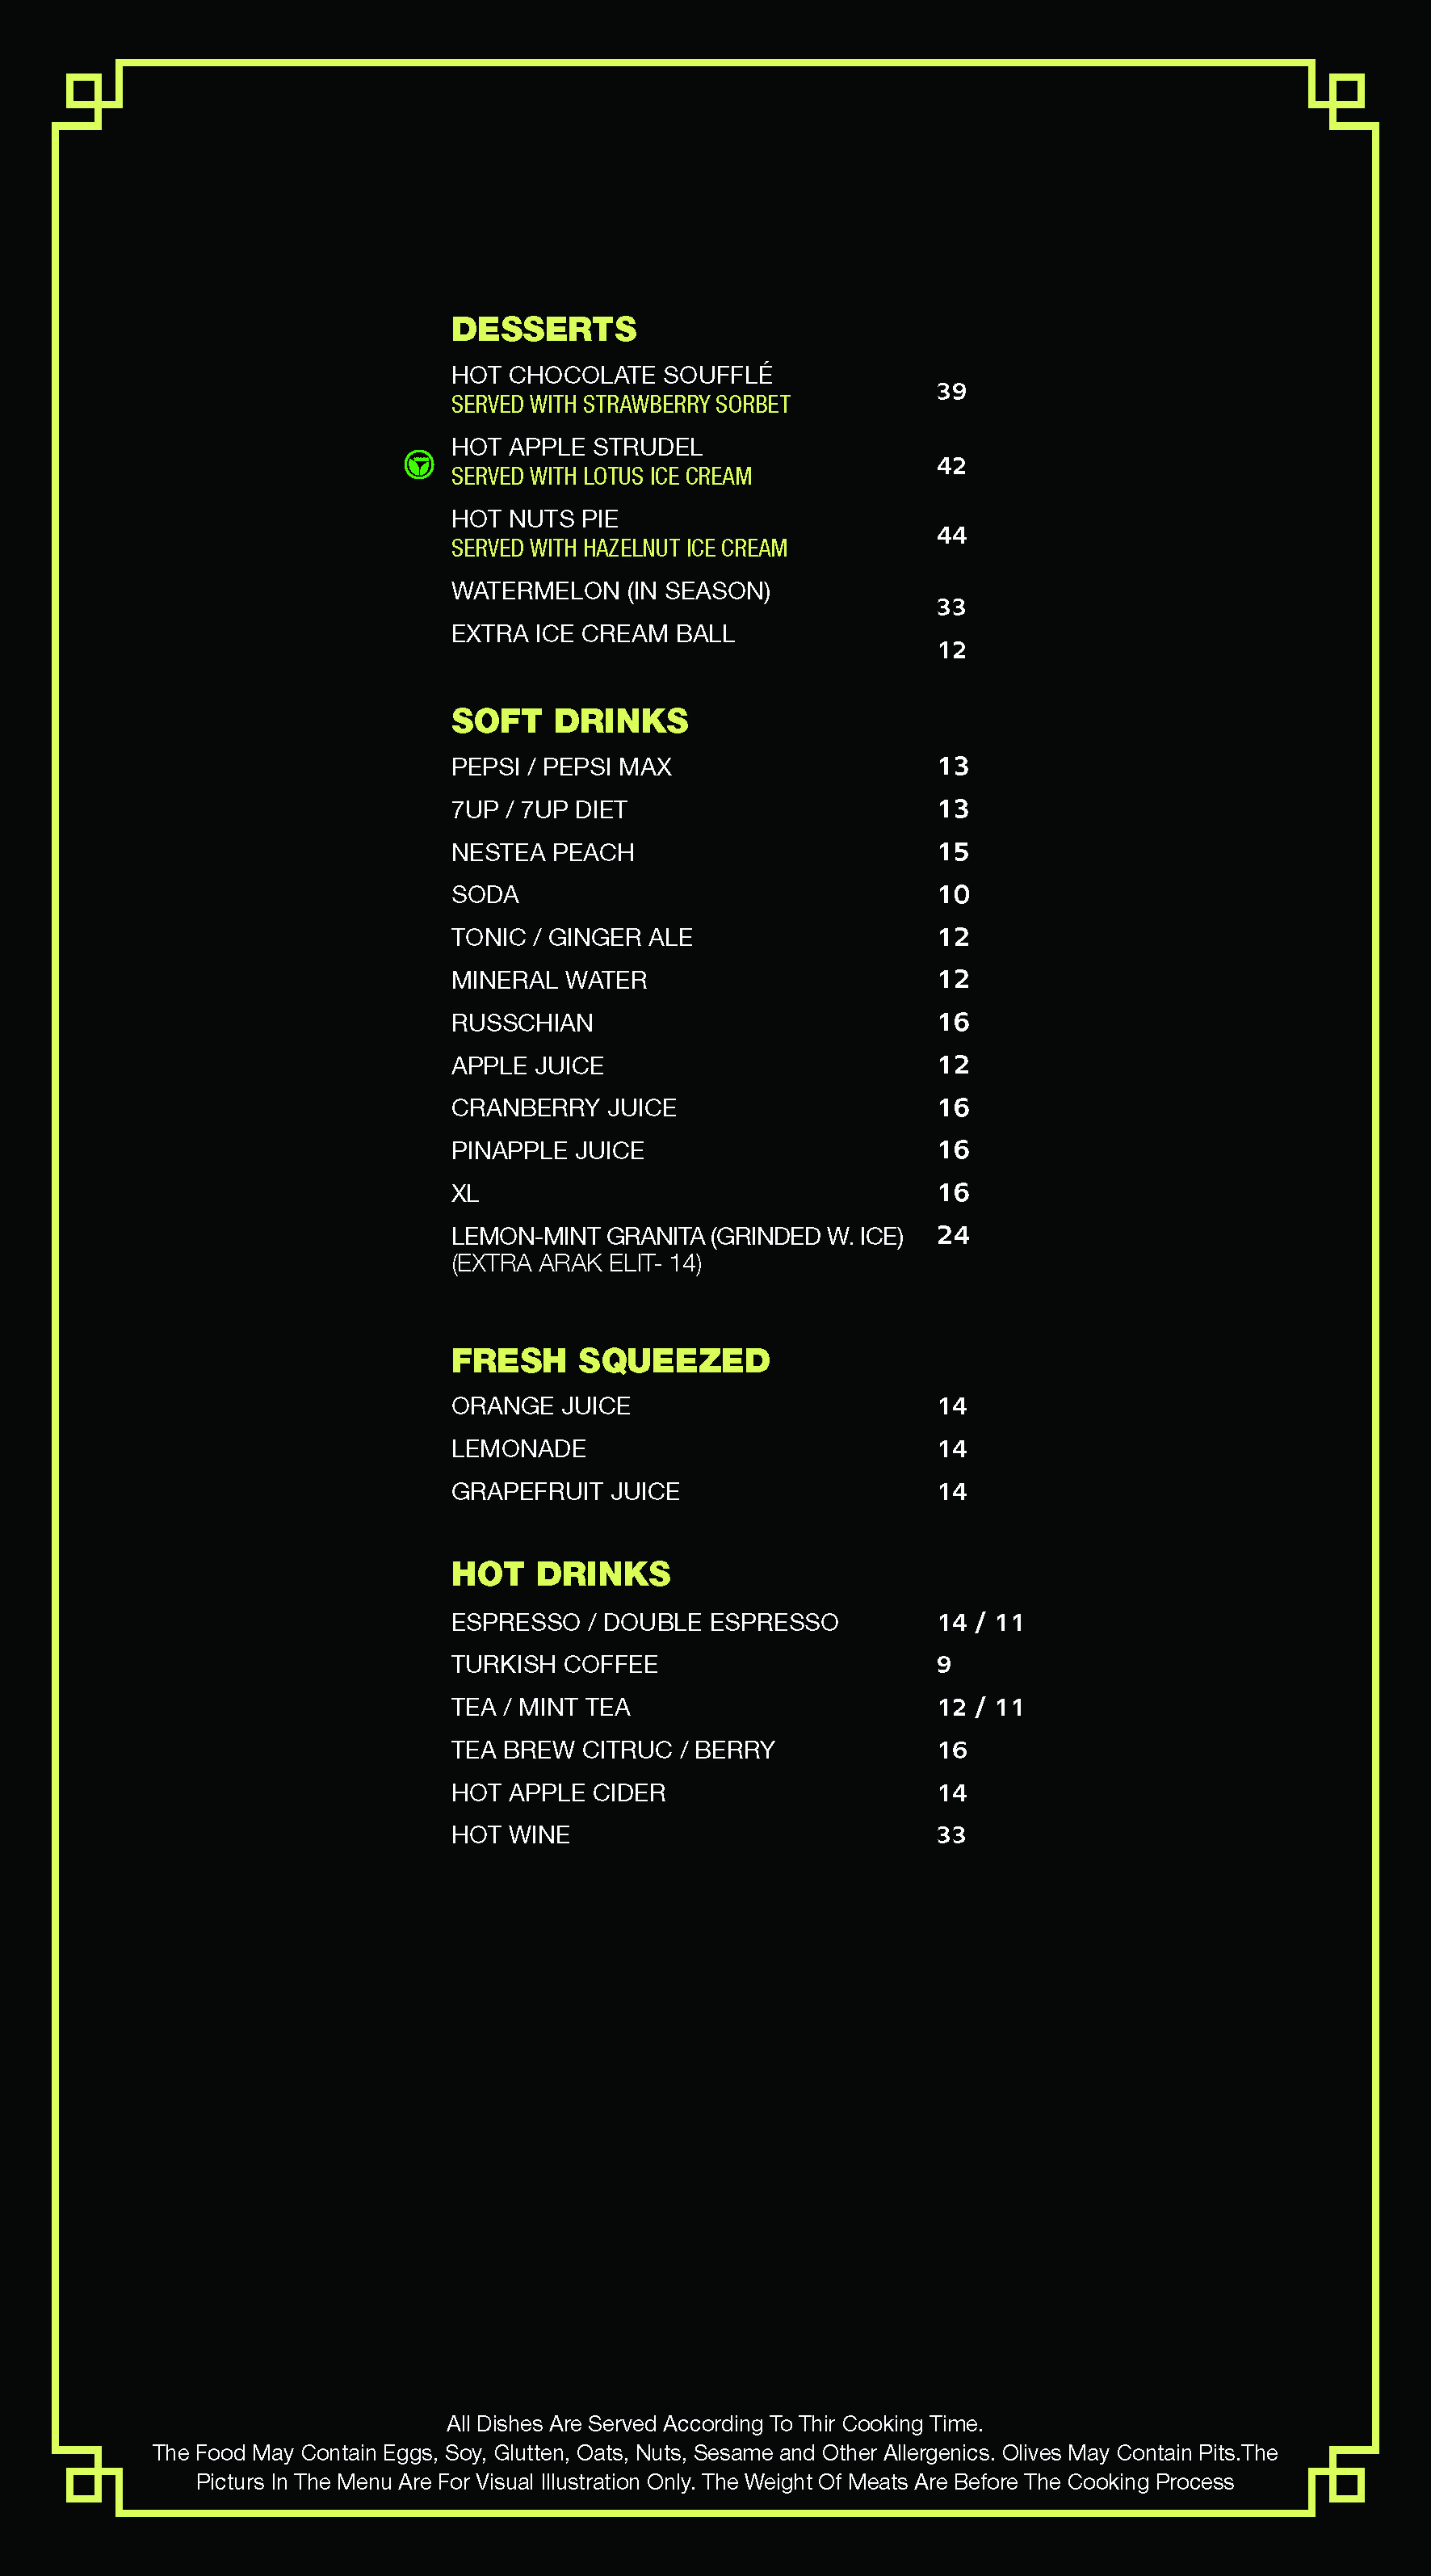 DESSERTS
HOT CHOCOLATE SOUFFLÉ 39
SERVED WITH STRAWBERRY SORBET
HOT APPLE STRUDEL 42
SERVED WITH LOTUS ICE CREAM
HOT NUTS PIE 44
SERVED WITH HAZELNUT ICE CREAM
WATERMELON (IN SEASON) 33
EXTRA ICE CREAM BALL 12
SOFT DRINKS
PEPSI / PEPSI MAX 13
7UP / 7UP DIET 13
NESTEA PEACH 15
SODA 10
TONIC / GINGER ALE 12
MINERAL WATER 12
RUSSCHIAN 16
APPLE JUICE 12
CRANBERRY JUICE 16
PINAPPLE JUICE 16
XL 16
LEMON-MINT GRANITA (GRINDED W. ICE) 24
(EXTRA ARAK ELIT- 14)
FRESH SQUEEZED
ORANGE JUICE 14
LEMONADE 14
GRAPEFRUIT JUICE 14
HOT DRINKS
ESPRESSO / DOUBLE ESPRESSO 14 / 11
TURKISH COFFEE 9
TEA / MINT TEA 12 / 11
TEA BREW CITRUC / BERRY 16
HOT APPLE CIDER 14
HOT WINE 33
All Dishes Are Served According To Thir Cooking Time.
The Food May Contain Eggs, Soy, Glutten, Oats, Nuts, Sesame and Other Allergenics. Olives May Contain Pits.The
Picturs In The Menu Are For Visual Illustration Only. The Weight Of Meats Are Before The Cooking Process